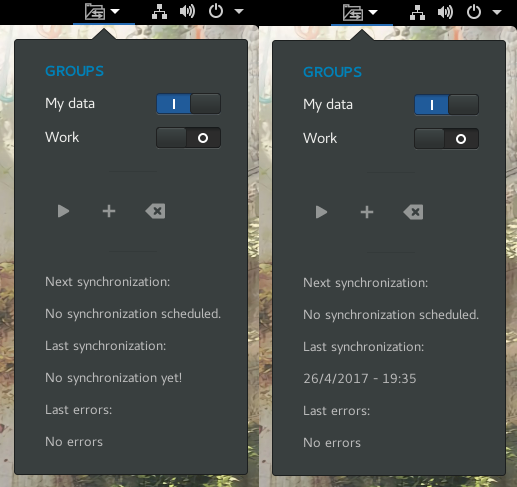 GROUPS
My data
Work
Next synchronization:
No synchronization scheduled.
Last synchronization:
No synchronization yet!
Last errors:
No errors
GROUPS
My data
Work
Next synchronization:
No synchronization scheduled.
Last synchronization:
26/4/2017 - 19:35
Last errors:
No errors